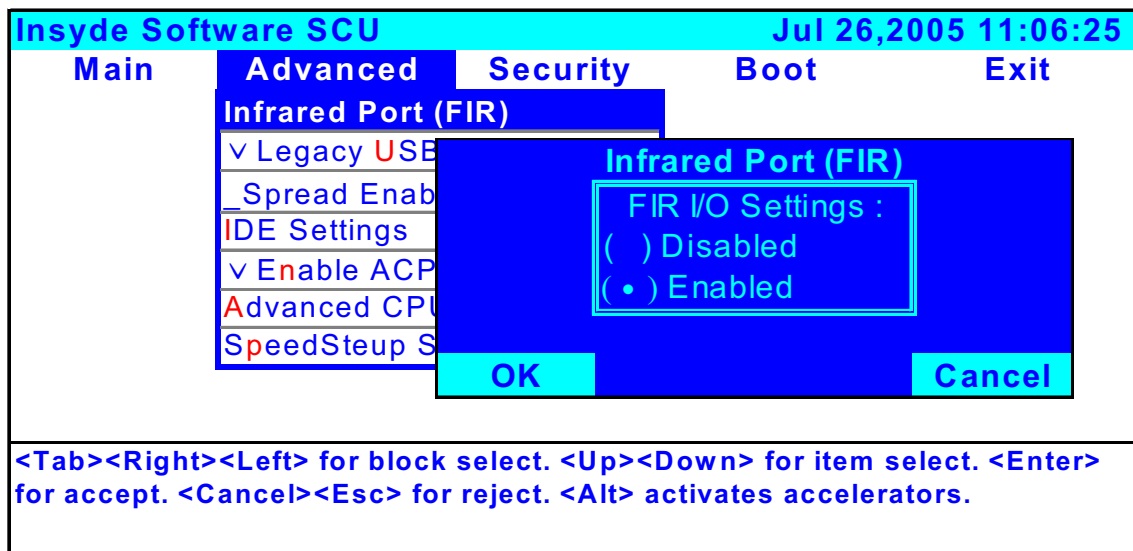 Insyde Software SCU Jul 26,2005 11:06:25
Main Advanced Security Boot Exit
Infrared Port (FIR)
∨ Legacy USB
_Spread Enab
IDE Settings
∨ Enable ACP
Advanced CPU
SpeedSteup S
Infrared Port (FIR)
FIR I/O Settings :
( ) Disabled
( • ) Enabled
OK Cancel
<Tab><Right><Left> for block select. <Up><Down> for item select. <Enter>
for accept. <Cancel><Esc> for reject. <Alt> activates accelerators.